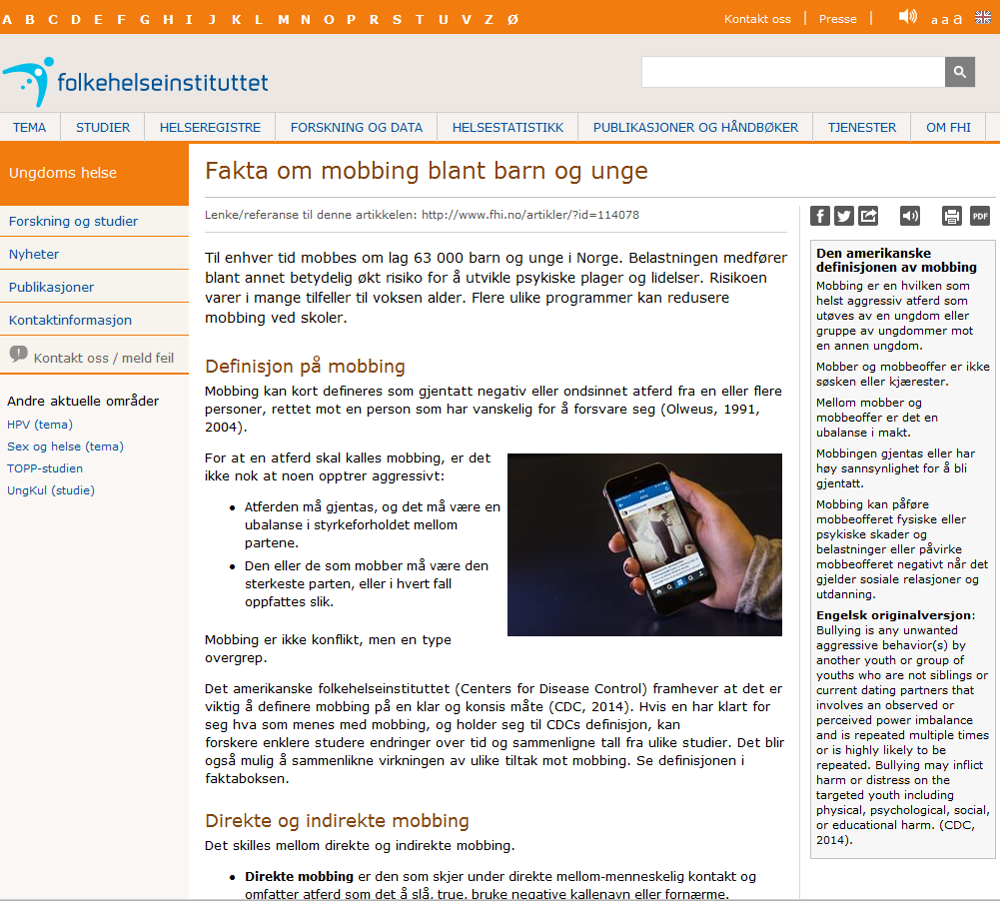 A B C D E F G H I J K L M N O P R S T U V Z Ø
Kontakt oss | Presse |
a a a
folkehelseinstituttet
TEMA STUDIER HELSEREGISTRE FORSKNING OG DATA HELSESTATISTIKK PUBLIKASJONER OG HÅNDBØKER TJENESTER OM FHI
Ungdoms helse
Forskning og studier
Nyheter
Publikasjoner
Kontaktinformasjon
Kontakt oss / meld feil
Andre aktuelle områder
HPV (tema)
Sex og helse (tema)
TOPP-studien
UngKul (studie)
Fakta om mobbing blant barn og unge
Lenke/referanse til denne artikkelen: http://www.fhi.no/artikler/?id=114078
Til enhver tid mobbes om lag 63 000 barn og unge i Norge. Belastningen medfører
blant annet betydelig økt risiko for å utvikle psykiske plager og lidelser. Risikoen
varer i mange tilfeller til voksen alder. Flere ulike programmer kan redusere
mobbing ved skoler.
Definisjon på mobbing
Mobbing kan kort defineres som gjentatt negativ eller ondsinnet atferd fra en eller flere
personer, rettet mot en person som har vanskelig for å forsvare seg (Olweus, 1991,
2004).
For at en atferd skal kalles mobbing, er det
ikke nok at noen opptrer aggressivt:
• Atferden må gjentas, og det må være en
ubalanse i styrkeforholdet mellom
partene.
• Den eller de som mobber må være den
sterkeste parten, eller i hvert fall
oppfattes slik.
Mobbing er ikke konflikt, men en type
overgrep.
Det amerikanske folkehelseinstituttet (Centers for Disease Control) framhever at det er
viktig å definere mobbing på en klar og konsis måte (CDC, 2014). Hvis en har klart for
seg hva som menes med mobbing, og holder seg til CDCs definisjon, kan
forskere enklere studere endringer over tid og sammenligne tall fra ulike studier. Det blir
også mulig å sammenlikne virkningen av ulike tiltak mot mobbing. Se definisjonen i
faktaboksen.
Direkte og indirekte mobbing
Det skilles mellom direkte og indirekte mobbing.
• Direkte mobbing er den som skjer under direkte mellom-menneskelig kontakt og
omfatter atferd som det å slå, true, bruke negative kallenavn eller fornærme.
PDF
Den amerikanske
definisjonen av mobbing
Mobbing er en hvilken som
helst aggressiv atferd som
utøves av en ungdom eller
gruppe av ungdommer mot
en annen ungdom.
Mobber og mobbeoffer er ikke
søsken eller kjærester.
Mellom mobber og
mobbeoffer er det en
ubalanse i makt.
Mobbingen gjentas eller har
høy sannsynlighet for å bli
gjentatt.
Mobbing kan påføre
mobbeofferet fysiske eller
psykiske skader og
belastninger eller påvirke
mobbeofferet negativt når det
gjelder sosiale relasjoner og
utdanning.
Engelsk originalversjon:
Bullying is any unwanted
aggressive behavior(s) by
another youth or group of
youths who are not siblings or
current dating partners that
involves an observed or
perceived power imbalance
and is repeated multiple times
or is highly likely to be
repeated. Bullying may inflict
harm or distress on the
targeted youth including
physical, psychological, social,
or educational harm. (CDC,
2014).